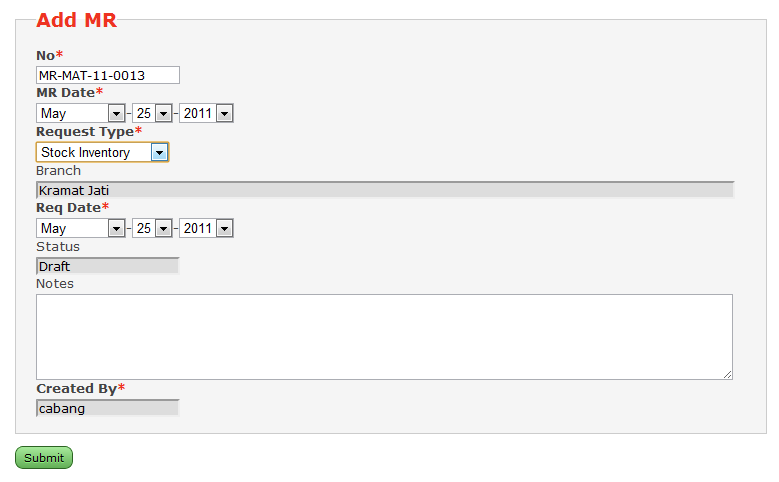 Add MR
No*
MR-MAT-11-0013
MR Date*
May - 25 - 2011
Request Type*
Stock Inventory
Branch
Kramat Jati
Req Date*
May - 25 - 2011
Status
Draft
Notes
Created By*
cabang
Submit